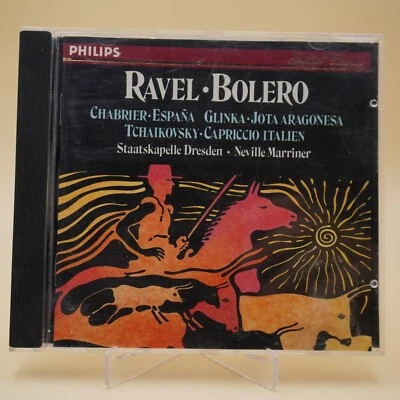 PHILIPS
RAVEL·BOLERO
CHABRIER·ESPAÑA GLINKA·JOTA ARAGONESA
TCHAIKOVSKY·CAPRICCIO ITALIEN
Staatskapelle Dresden · Neville Marriner